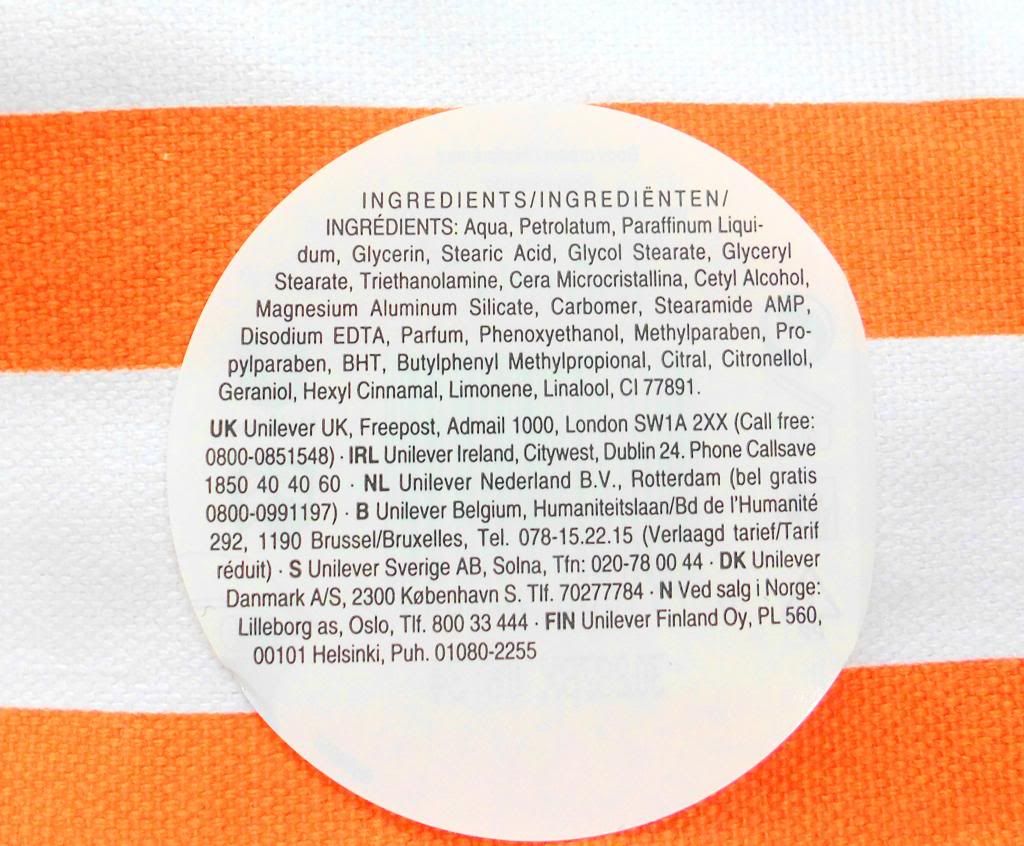 INGREDIENTS/INGREDIËNTEN/
INGRÉDIENTS: Aqua, Petrolatum, Paraffinum Liqui-
dum, Glycerin, Stearic Acid, Glycol Stearate, Glyceryl
Stearate, Triethanolamine, Cera Microcristallina, Cetyl Alcohol,
Magnesium Aluminum Silicate, Carbomer, Stearamide AMP,
Disodium EDTA, Parfum, Phenoxyethanol, Methylparaben, Pro-
pylparaben, BHT, Butylphenyl Methylpropional, Citral, Citronellol,
Geraniol, Hexyl Cinnamal, Limonene, Linalool, CI 77891.
UK Unilever UK, Freepost, Admail 1000, London SW1A 2XX (Call free:
0800-0851548) · IRL Unilever Ireland, Citywest, Dublin 24. Phone Callsave
1850 40 40 60 · NL Unilever Nederland B.V., Rotterdam (bel gratis
0800-0991197) · B Unilever Belgium, Humaniteitslaan/Bd de l'Humanité
292, 1190 Brussel/Bruxelles, Tel. 078-15.22.15 (Verlaagd tarief/Tarif
réduit) · S Unilever Sverige AB, Solna, Tfn: 020-78 00 44 · DK Unilever
Danmark A/S, 2300 København S. Tlf. 70277784 · N Ved salg i Norge:
Lilleborg as, Oslo, Tlf. 800 33 444 · FIN Unilever Finland Oy, PL 560,
00101 Helsinki, Puh. 01080-2255